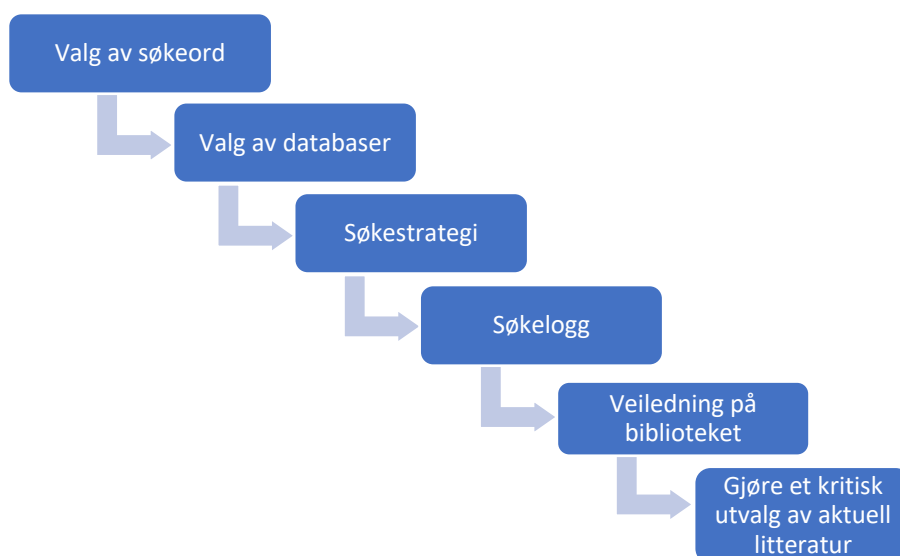 Valg av søkeord
Valg av databaser
Søkestrategi
Søkelogg
Veiledning på
biblioteket
Gjøre et kritisk
utvalg av aktuell
litteratur